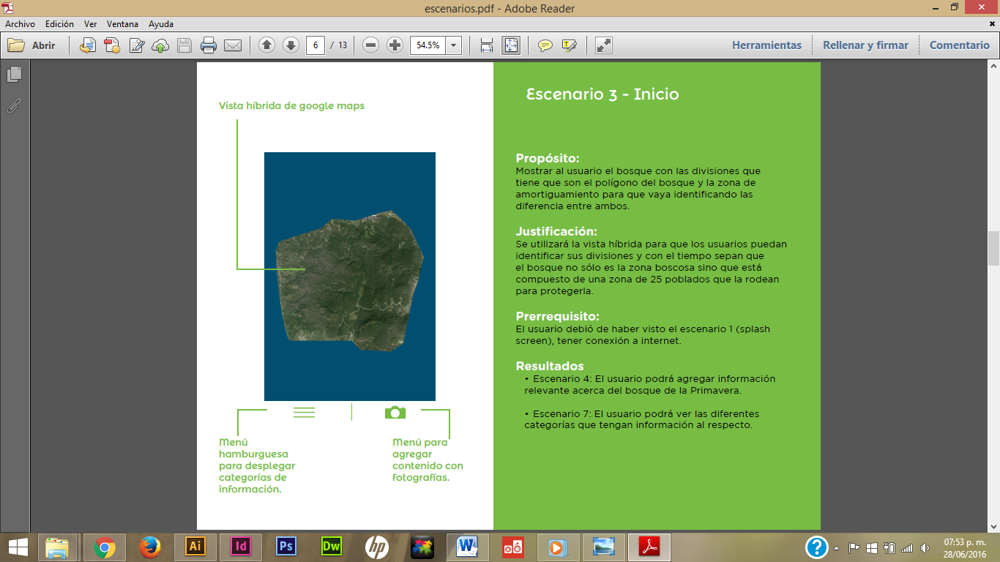 escenarios.pdf - Adobe Reader
Archivo Edición Ver Ventana Ayuda
Abrir
6 / 13
54.5%
Herramientas
Rellenar y firmar
Comentario
Vista híbrida de google maps
Menú
hamburguesa
para desplegar
categorías de
información.
Menú para
agregar
contenido con
fotografías.
Escenario 3 - Inicio
Propósito:
Mostrar al usuario el bosque con las divisiones que
tiene que son el polígono del bosque y la zona de
amortiguamiento para que vaya identificando las
diferencia entre ambos.
Justificación:
Se utilizará la vista híbrida para que los usuarios puedan
identificar sus divisiones y con el tiempo sepan que
el bosque no sólo es la zona boscosa sino que está
compuesto de una zona de 25 poblados que la rodean
para protegerla.
Prerrequisito:
El usuario debió de haber visto el escenario 1 (splash
screen), tener conexión a internet.
Resultados
• Escenario 4: El usuario podrá agregar información
relevante acerca del bosque de la Primavera.
• Escenario 7: El usuario podrá ver las diferentes
categorías que tengan información al respecto.
Ai
Id
Ps
Dw
hp
W
?
07:53 p. m.
28/06/2016